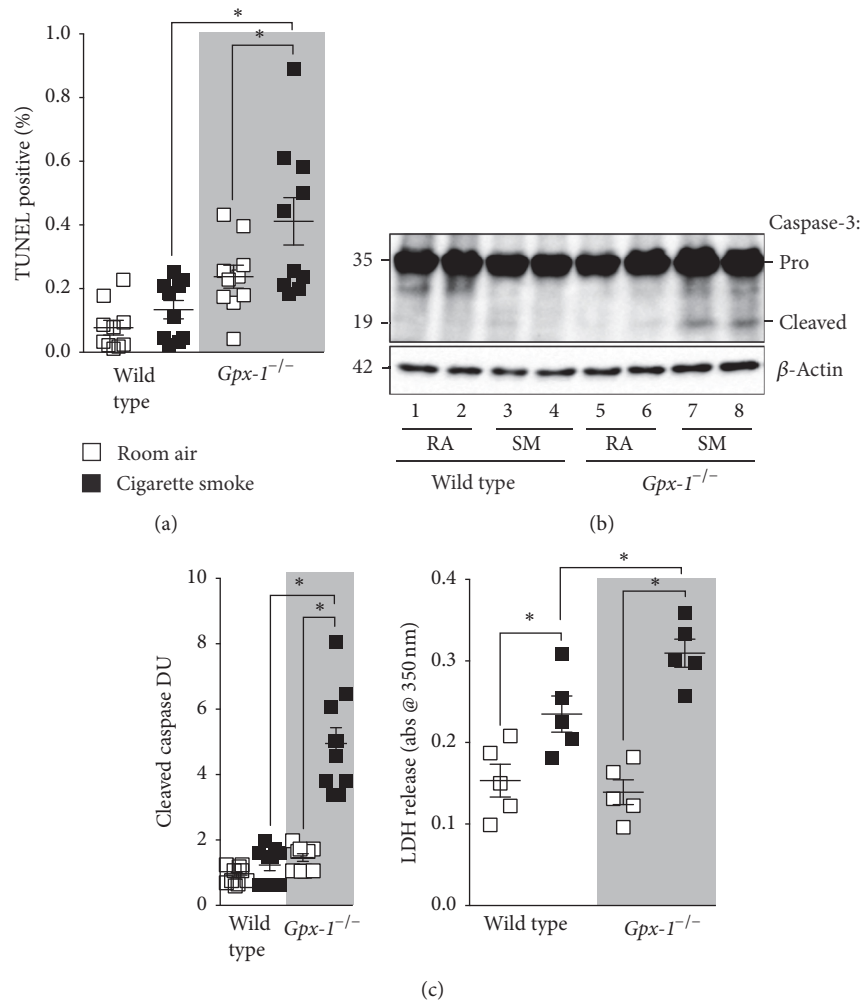 *
*
1.0
0.8
0.6
0.4
0.2
0.0
TUNEL positive (%)
Wild
type
Gpx-1−/−
Room air
Cigarette smoke
(a)
Caspase-3:
35
Pro
19
Cleaved
42
β-Actin
1 2 3 4 5 6 7 8
RA SM RA SM
Wild type Gpx-1−/−
(b)
10
8
6
4
2
0
Cleaved caspase DU
*
*
Wild
type
Gpx-1−/−
0.4
0.3
0.2
0.1
0.0
LDH release (abs @ 350 nm)
*
*
*
Wild type Gpx-1−/−
(c)